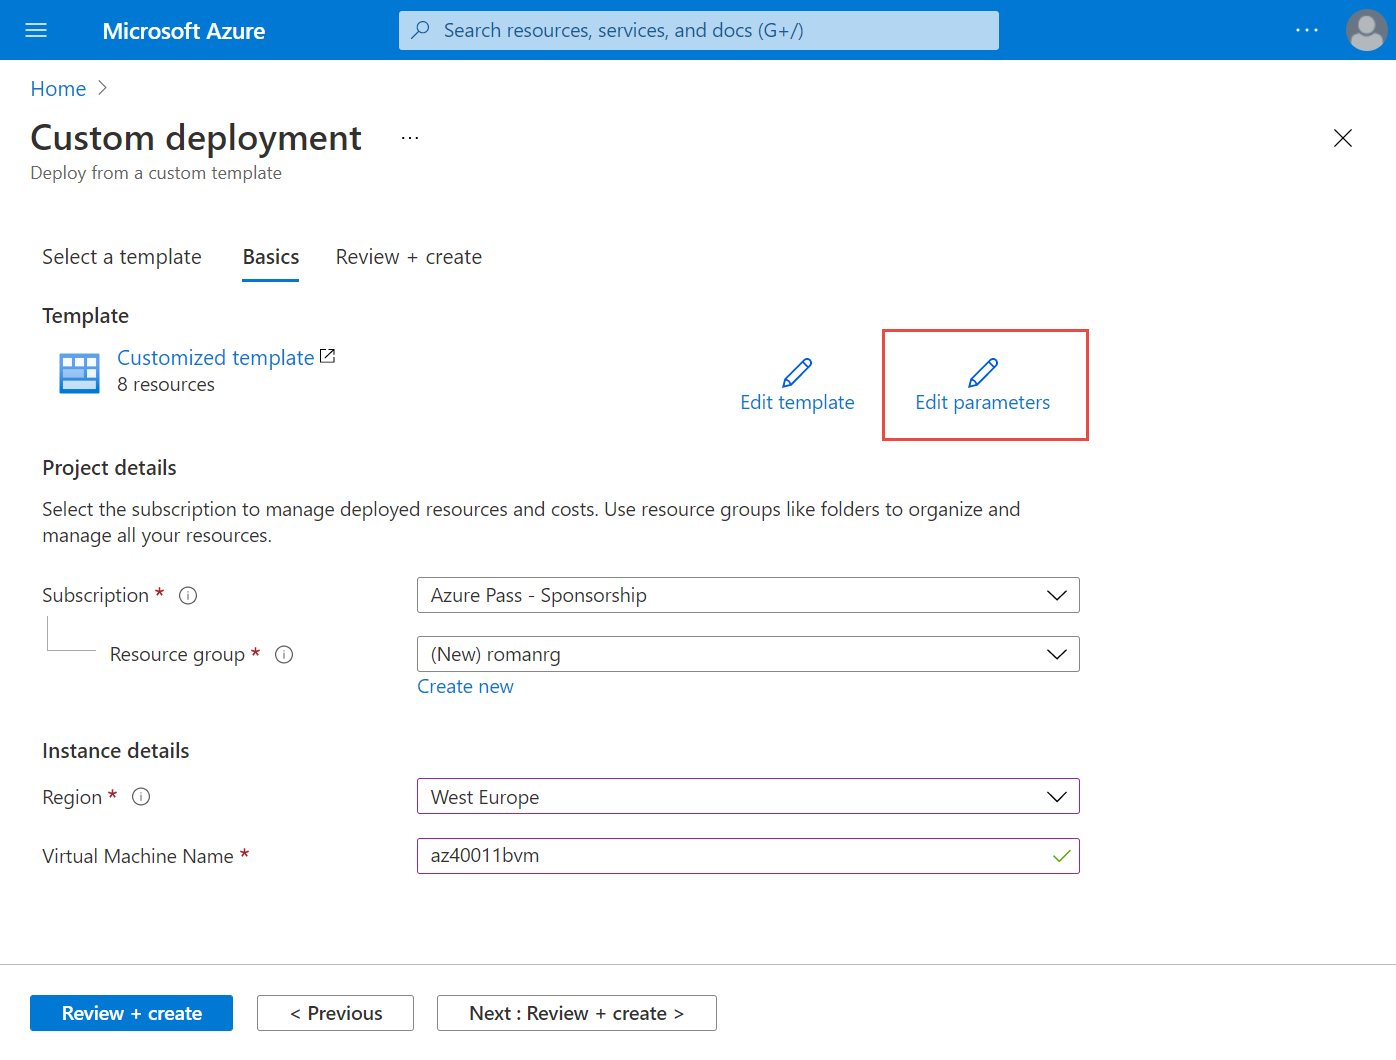 Microsoft Azure
Search resources, services, and docs (G+/)
...
Home >
Custom deployment ...
Deploy from a custom template
Select a template Basics Review + create
Template
Customized template
8 resources
Edit template
Edit parameters
Project details
Select the subscription to manage deployed resources and costs. Use resource groups like folders to organize and
manage all your resources.
Subscription * Azure Pass - Sponsorship
Resource group * (New) romanrg
Create new
Instance details
Region * West Europe
Virtual Machine Name * az40011bvm
Review + create < Previous Next : Review + create >